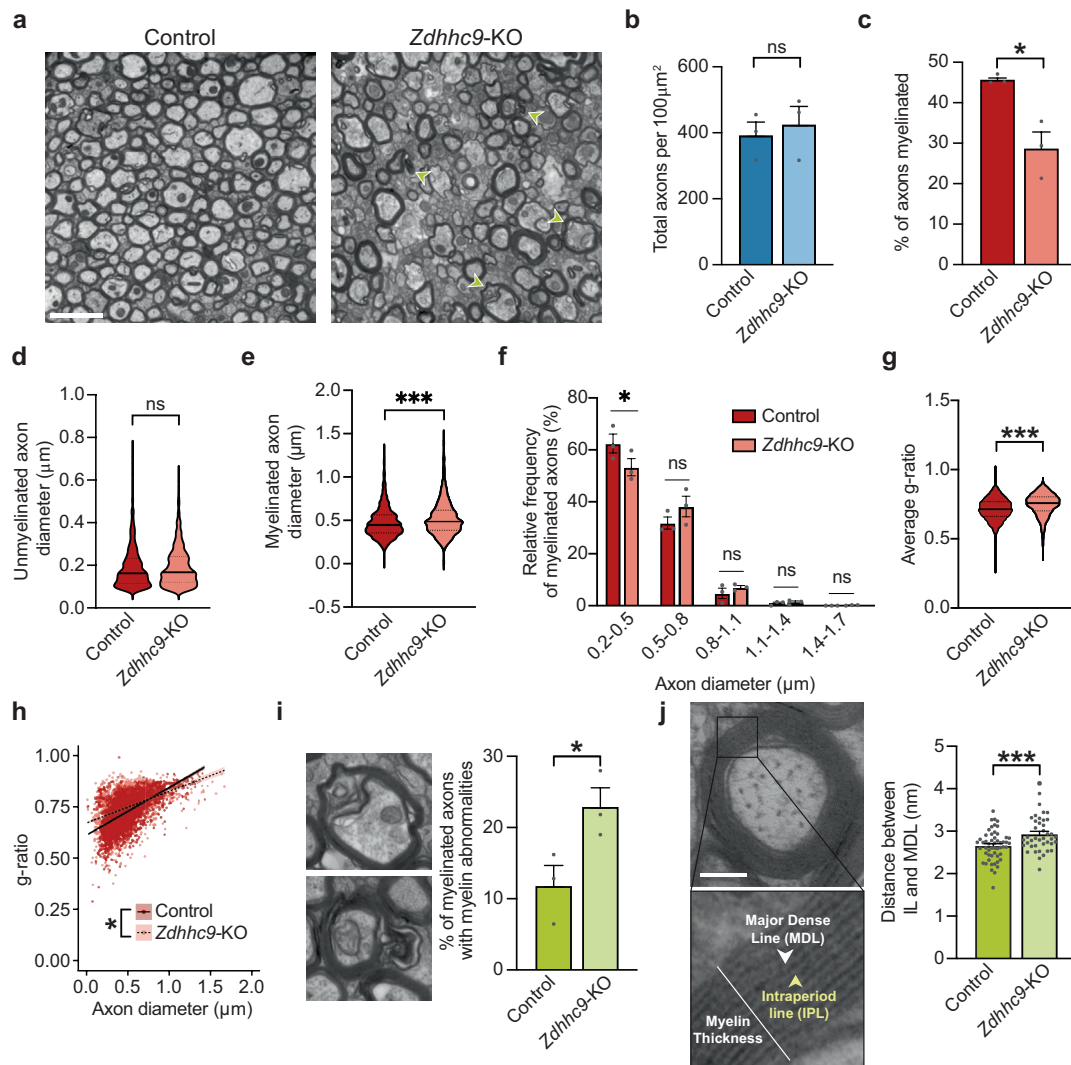 a
Control
Zdhhc9-KO
b
Total axons per 100µm²
600
400
200
0
ns
Control
Zdhhc9-KO
c
% of axons myelinated
50
40
30
20
10
0
*
Control
Zdhhc9-KO
d
Unmyelinated axon
diameter (µm)
1.0
0.8
0.6
0.4
0.2
0.0
ns
Control
Zdhhc9-KO
e
Myelinated axon
diameter (µm)
2.0
1.5
1.0
0.5
0.0
-0.5
***
Control
Zdhhc9-KO
f
Relative frequency
of myelinated axons (%)
80
60
40
20
0
*
ns
ns
ns
ns
Control
Zdhhc9-KO
0.2-0.5
0.5-0.8
0.8-1.1
1.1-1.4
1.4-1.7
Axon diameter (µm)
g
Average g-ratio
1.5
1.0
0.5
0.0
***
Control
Zdhhc9-KO
h
g-ratio
1.00
0.75
0.50
0.25
0.00
* Control
Zdhhc9-KO
0.0 0.5 1.0 1.5 2.0
Axon diameter (µm)
i
% of myelinated axons
with myelin abnormalities
30
20
10
0
*
Control
Zdhhc9-KO
j
Major Dense
Line (MDL)
Intraperiod
line (IPL)
Myelin
Thickness
Distance between
IL and MDL (nm)
5
4
3
2
1
0
***
Control
Zdhhc9-KO